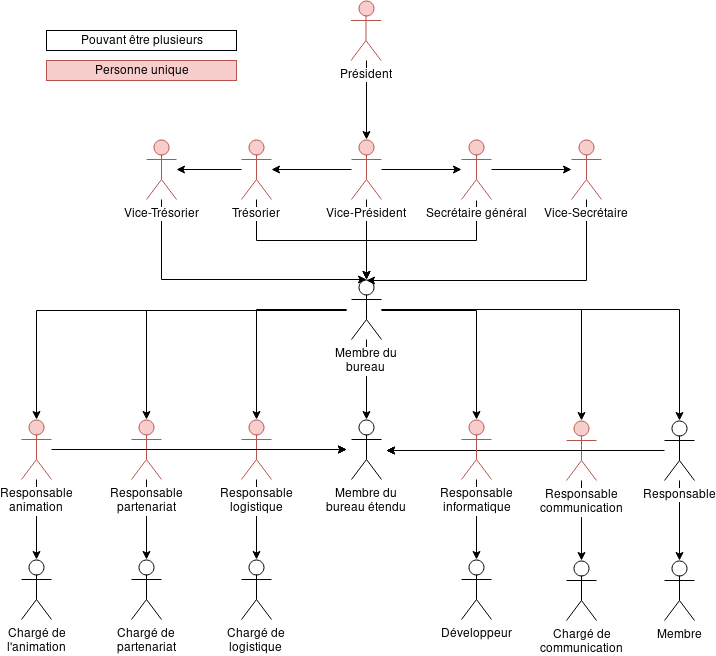 Pouvant être plusieurs
Personne unique
Président
Vice-Trésorier
Trésorier
Vice-Président
Secrétaire général
Vice-Secrétaire
Membre du
bureau
Responsable
animation
Responsable
partenariat
Responsable
logistique
Membre du
bureau étendu
Responsable
informatique
Responsable
communication
Responsable
Chargé de
l'animation
Chargé de
partenariat
Chargé de
logistique
Développeur
Chargé de
communication
Membre